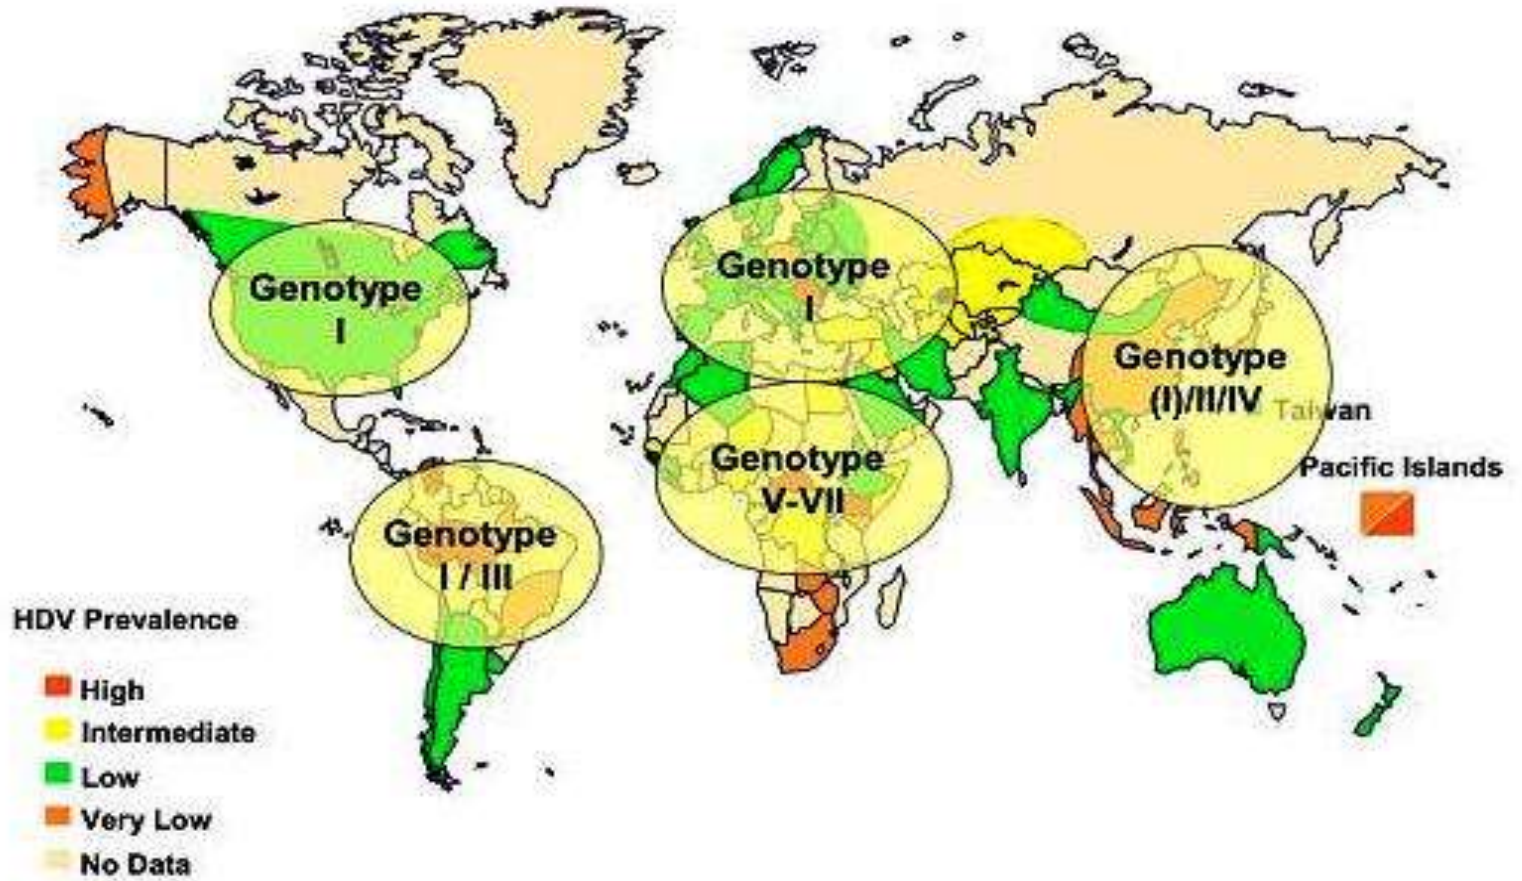 Genotype
I
Genotype
I
Genotype
(I)/II/IV
Taiwan
Genotype
V-VII
Pacific Islands
Genotype
I / III
HDV Prevalence
High
Intermediate
Low
Very Low
No Data